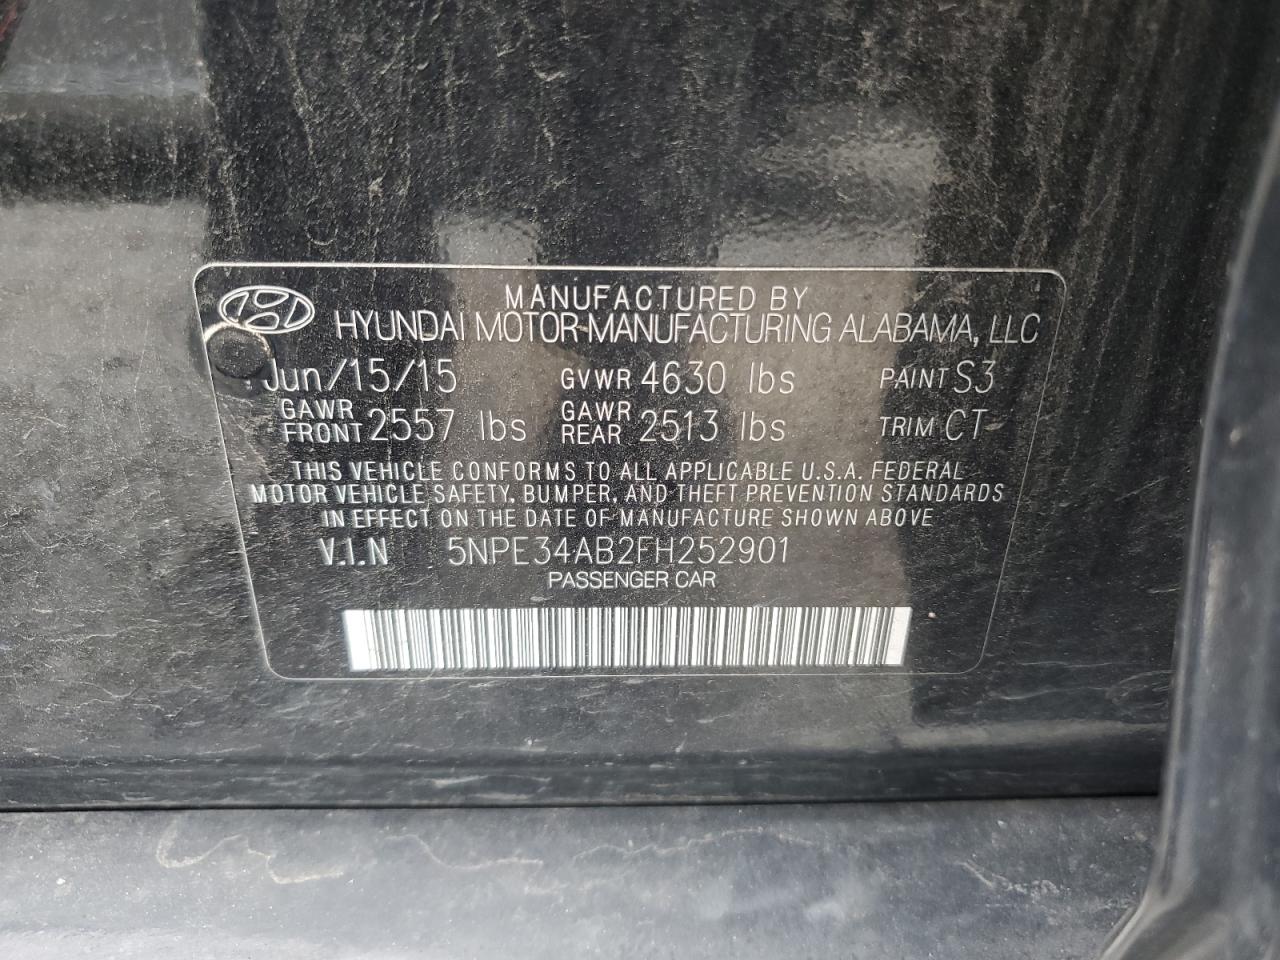 MANUFACTURED BY
HYUNDAI MOTOR MANUFACTURING ALABAMA, LLC
Jun/15/15 GVWR 4630 lbs PAINT S3
GAWR FRONT 2557 lbs GAWR REAR 2513 lbs TRIM CT
THIS VEHICLE CONFORMS TO ALL APPLICABLE U.S.A. FEDERAL
MOTOR VEHICLE SAFETY, BUMPER, AND THEFT PREVENTION STANDARDS
IN EFFECT ON THE DATE OF MANUFACTURE SHOWN ABOVE
V.I.N 5NPE34AB2FH252901
PASSENGER CAR